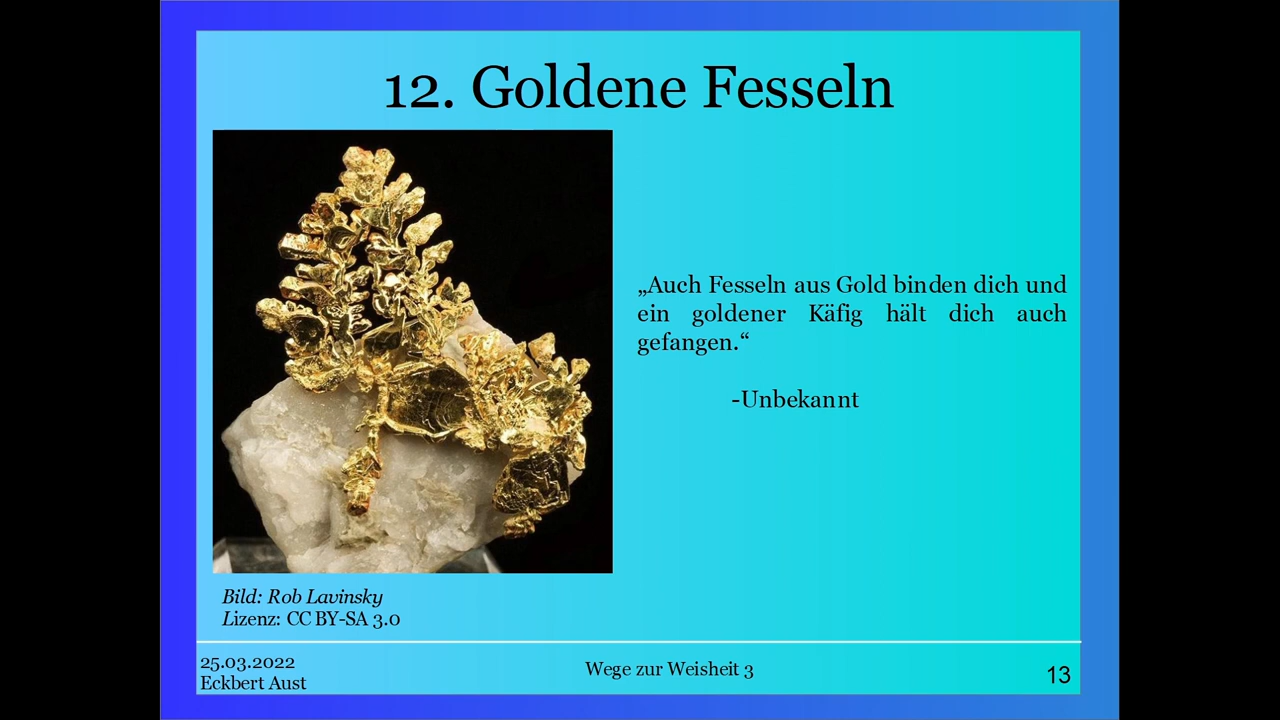 12. Goldene Fesseln
„Auch Fesseln aus Gold binden dich und
ein goldener Käfig hält dich auch
gefangen.“
-Unbekannt
Bild: Rob Lavinsky
Lizenz: CC BY-SA 3.0
25.03.2022
Eckbert Aust
Wege zur Weisheit 3
13